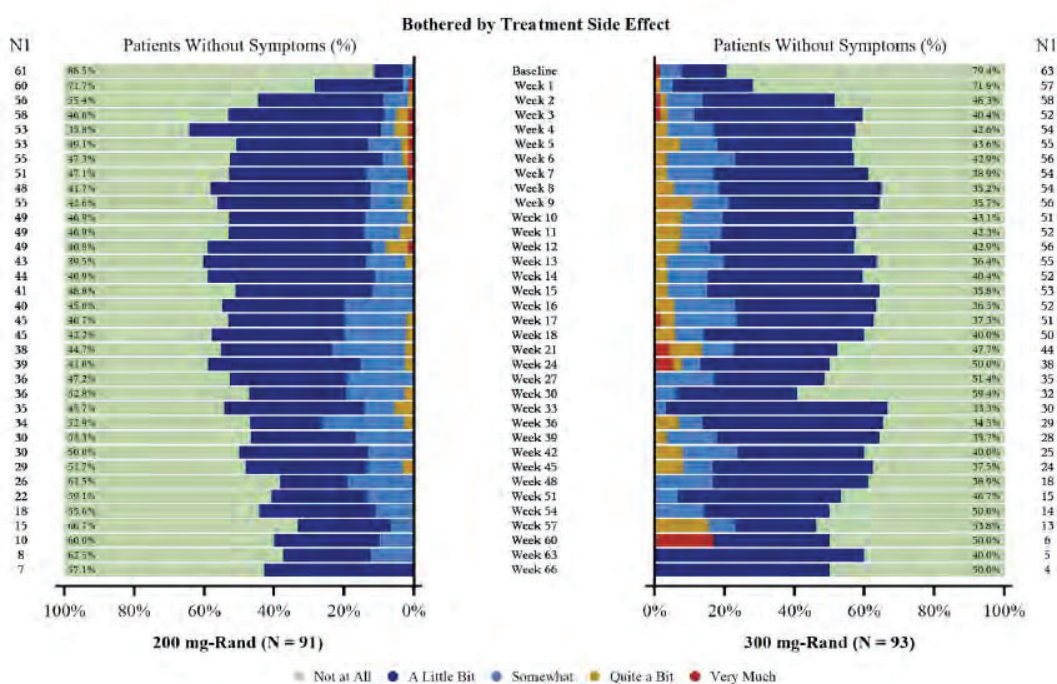 Bothered by Treatment Side Effect
N1 Patients Without Symptoms (%) Patients Without Symptoms (%) N1
61 88.5% Baseline 79.4% 63
60 71.7% Week 1 71.9% 57
56 55.4% Week 2 48.3% 58
58 46.6% Week 3 40.4% 52
53 35.8% Week 4 42.6% 54
53 49.1% Week 5 43.6% 55
55 47.3% Week 6 42.9% 56
51 47.1% Week 7 38.9% 54
48 41.7% Week 8 35.2% 54
55 43.6% Week 9 35.7% 56
49 46.9% Week 10 43.1% 51
49 46.9% Week 11 42.3% 52
49 40.8% Week 12 42.9% 56
43 39.5% Week 13 36.4% 55
44 40.9% Week 14 40.4% 52
41 48.8% Week 15 35.8% 53
40 45.0% Week 16 36.5% 52
45 46.7% Week 17 37.3% 51
45 42.2% Week 18 40.0% 50
38 44.7% Week 21 47.7% 44
39 41.0% Week 24 50.0% 38
36 47.2% Week 27 51.4% 35
36 52.8% Week 30 59.4% 32
35 45.7% Week 33 33.3% 30
34 52.9% Week 36 34.5% 29
30 53.3% Week 39 35.7% 28
30 50.0% Week 42 40.0% 25
29 51.7% Week 45 37.5% 24
26 61.5% Week 48 38.9% 18
22 59.1% Week 51 46.7% 15
18 55.6% Week 54 50.0% 14
15 66.7% Week 57 53.8% 13
10 60.0% Week 60 50.0% 6
8 62.5% Week 63 40.0% 5
7 57.1% Week 66 50.0% 4
100% 80% 60% 40% 20% 0% 0% 20% 40% 60% 80% 100%
200 mg-Rand (N = 91) 300 mg-Rand (N = 93)
Not at All A Little Bit Somewhat Quite a Bit Very Much